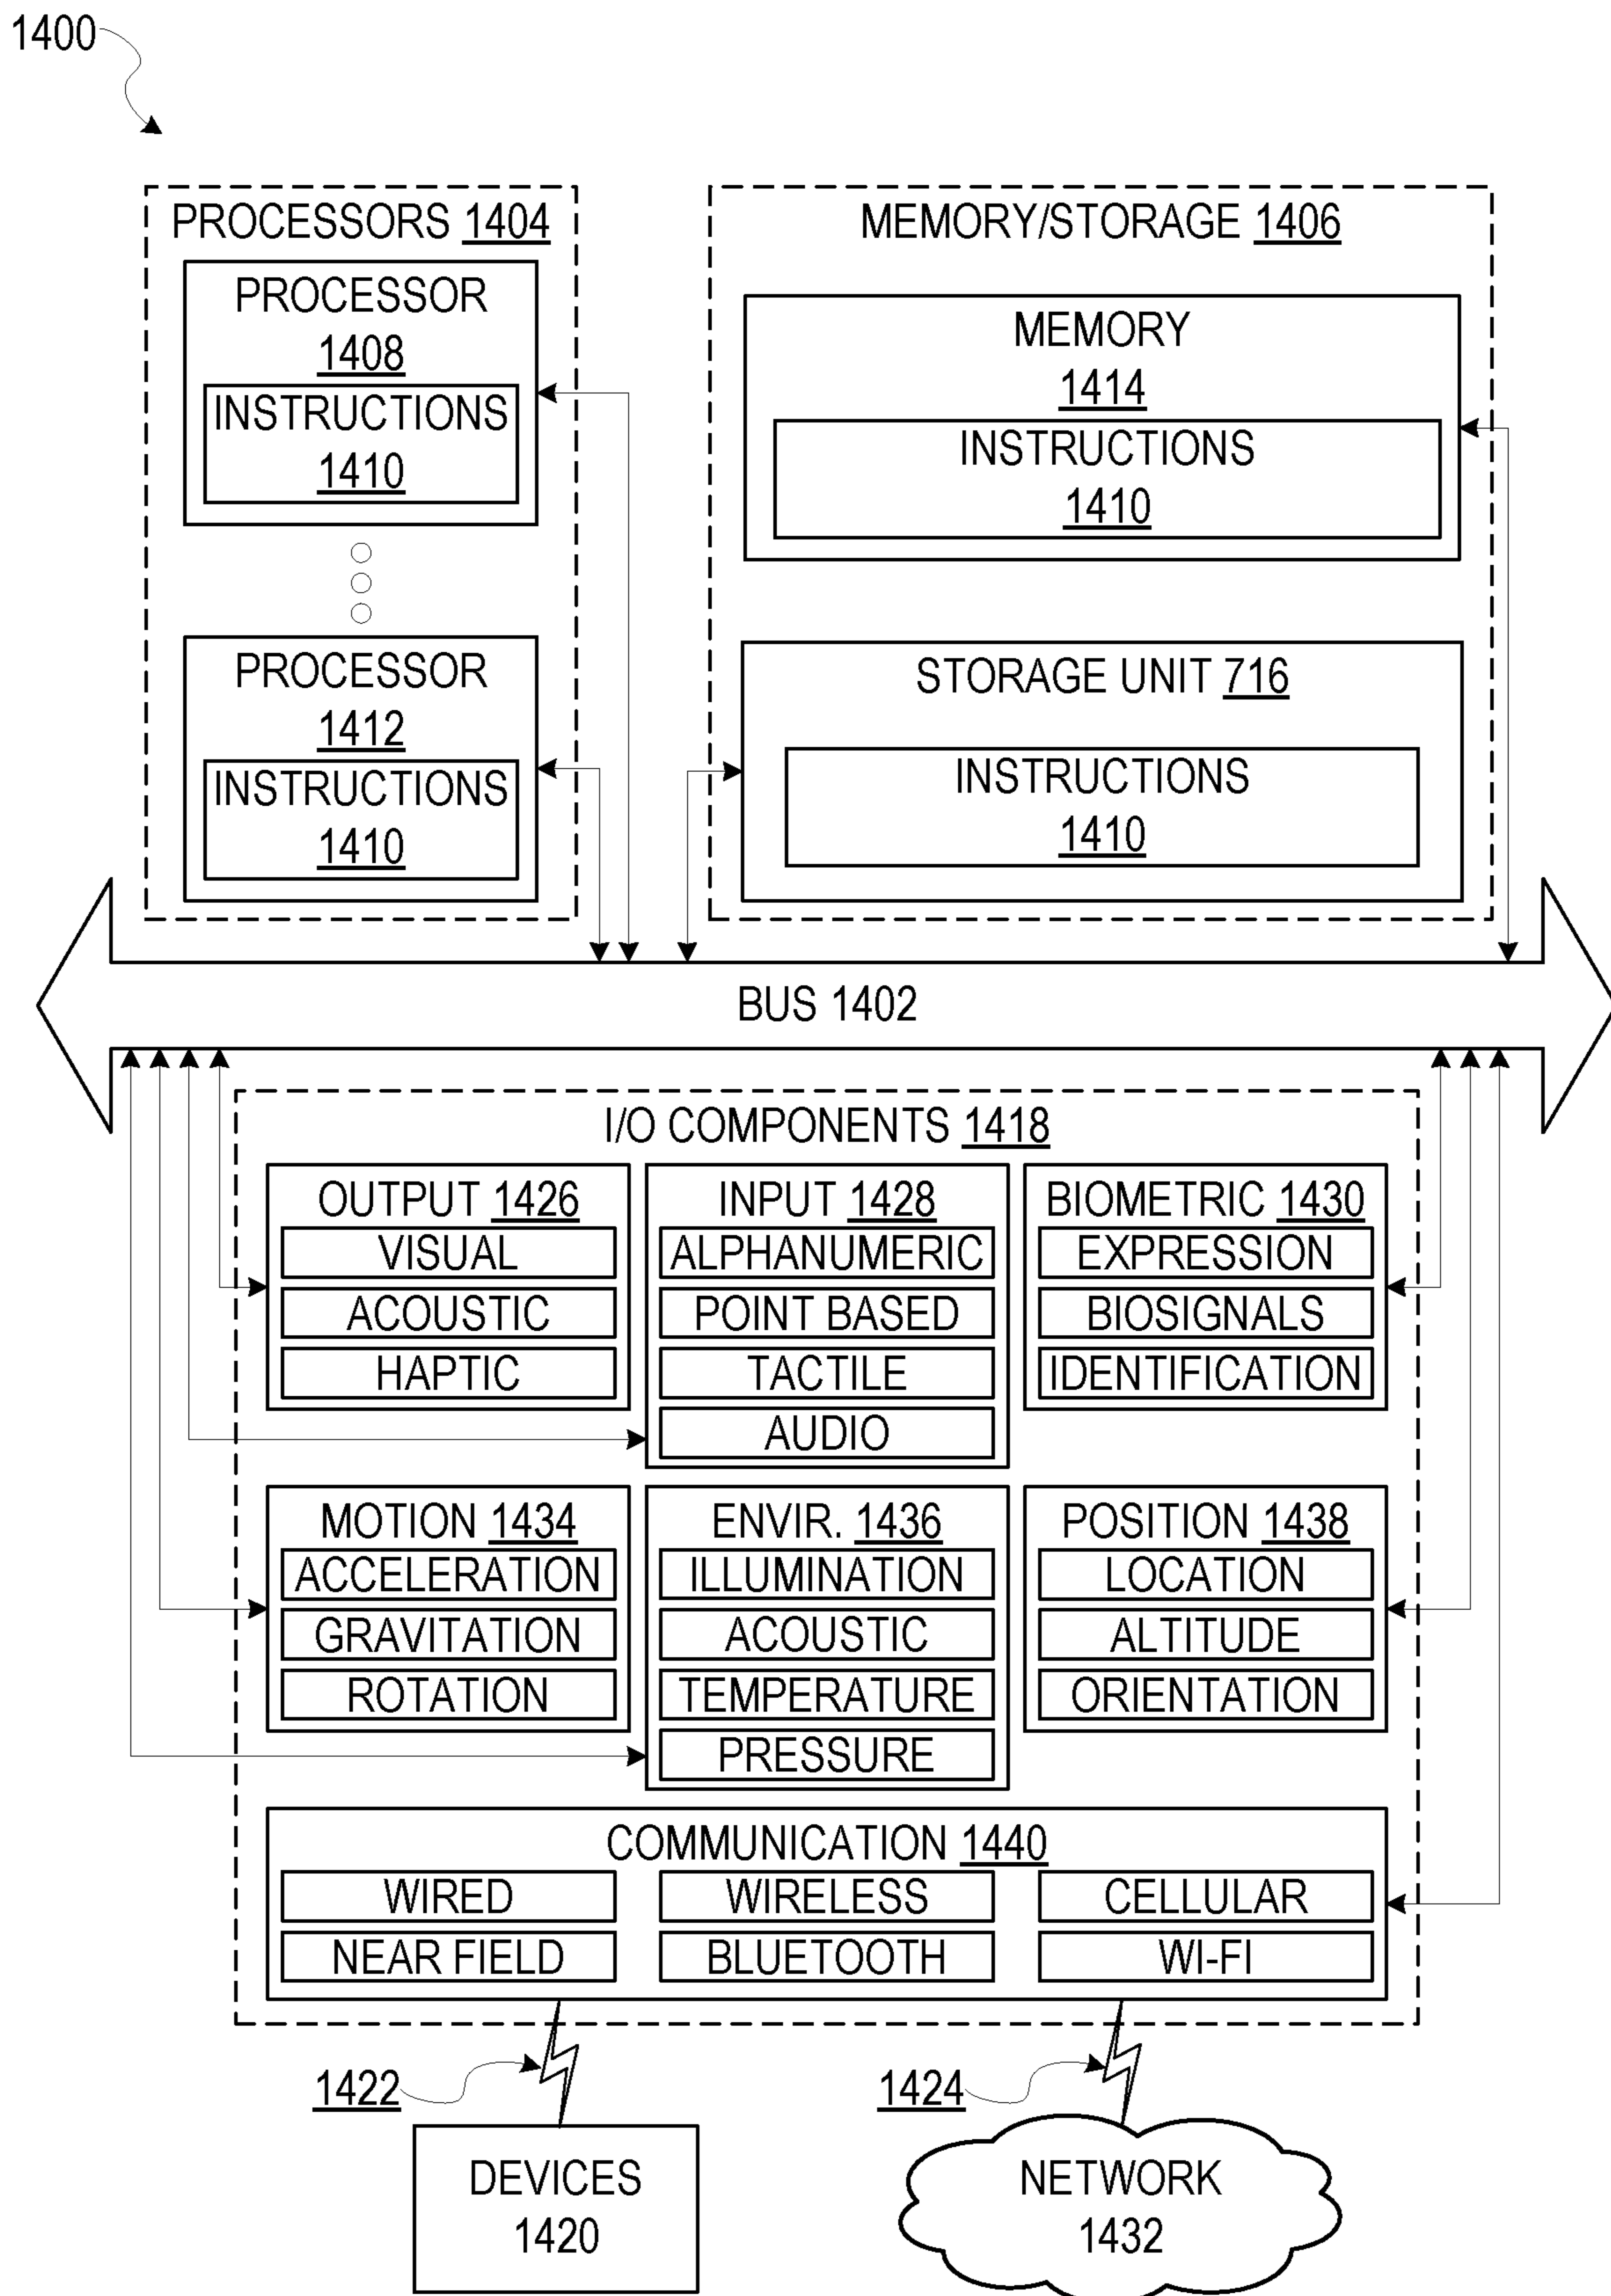 1400
PROCESSORS 1404
PROCESSOR
1408
INSTRUCTIONS
1410
PROCESSOR
1412
INSTRUCTIONS
1410
MEMORY/STORAGE 1406
MEMORY
1414
INSTRUCTIONS
1410
STORAGE UNIT 716
INSTRUCTIONS
1410
BUS 1402
I/O COMPONENTS 1418
OUTPUT 1426
VISUAL
ACOUSTIC
HAPTIC
INPUT 1428
ALPHANUMERIC
POINT BASED
TACTILE
AUDIO
BIOMETRIC 1430
EXPRESSION
BIOSIGNALS
IDENTIFICATION
MOTION 1434
ACCELERATION
GRAVITATION
ROTATION
ENVIR. 1436
ILLUMINATION
ACOUSTIC
TEMPERATURE
PRESSURE
POSITION 1438
LOCATION
ALTITUDE
ORIENTATION
COMMUNICATION 1440
WIRED
WIRELESS
CELLULAR
NEAR FIELD
BLUETOOTH
WI-FI
1422
1424
DEVICES
1420
NETWORK
1432